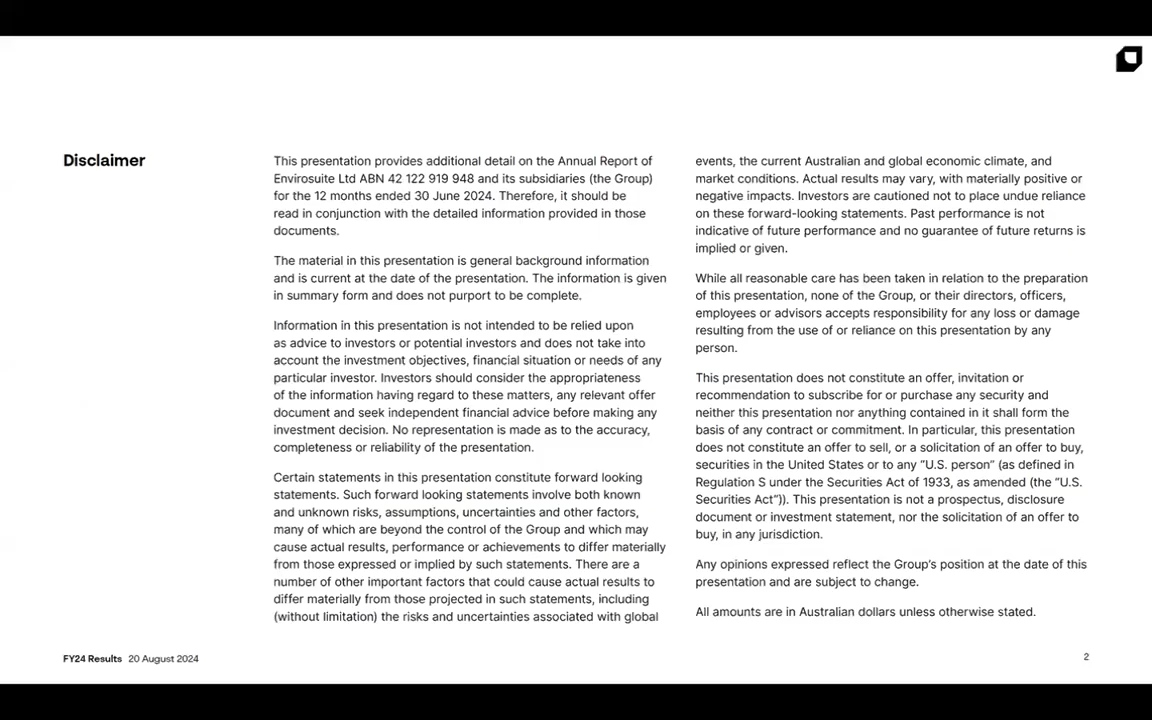 Disclaimer
This presentation provides additional detail on the Annual Report of
Envirosuite Ltd ABN 42 122 919 948 and its subsidiaries (the Group)
for the 12 months ended 30 June 2024. Therefore, it should be
read in conjunction with the detailed information provided in those
documents.
The material in this presentation is general background information
and is current at the date of the presentation. The information is given
in summary form and does not purport to be complete.
Information in this presentation is not intended to be relied upon
as advice to investors or potential investors and does not take into
account the investment objectives, financial situation or needs of any
particular investor. Investors should consider the appropriateness
of the information having regard to these matters, any relevant offer
document and seek independent financial advice before making any
investment decision. No representation is made as to the accuracy,
completeness or reliability of the presentation.
Certain statements in this presentation constitute forward looking
statements. Such forward looking statements involve both known
and unknown risks, assumptions, uncertainties and other factors,
many of which are beyond the control of the Group and which may
cause actual results, performance or achievements to differ materially
from those expressed or implied by such statements. There are a
number of other important factors that could cause actual results to
differ materially from those projected in such statements, including
(without limitation) the risks and uncertainties associated with global
events, the current Australian and global economic climate, and
market conditions. Actual results may vary, with materially positive or
negative impacts. Investors are cautioned not to place undue reliance
on these forward-looking statements. Past performance is not
indicative of future performance and no guarantee of future returns is
implied or given.
While all reasonable care has been taken in relation to the preparation
of this presentation, none of the Group, or their directors, officers,
employees or advisors accepts responsibility for any loss or damage
resulting from the use of or reliance on this presentation by any
person.
This presentation does not constitute an offer, invitation or
recommendation to subscribe for or purchase any security and
neither this presentation nor anything contained in it shall form the
basis of any contract or commitment. In particular, this presentation
does not constitute an offer to sell, or a solicitation of an offer to buy,
securities in the United States or to any “U.S. person” (as defined in
Regulation S under the Securities Act of 1933, as amended (the “U.S.
Securities Act”)). This presentation is not a prospectus, disclosure
document or investment statement, nor the solicitation of an offer to
buy, in any jurisdiction.
Any opinions expressed reflect the Group’s position at the date of this
presentation and are subject to change.
All amounts are in Australian dollars unless otherwise stated.
FY24 Results 20 August 2024
2